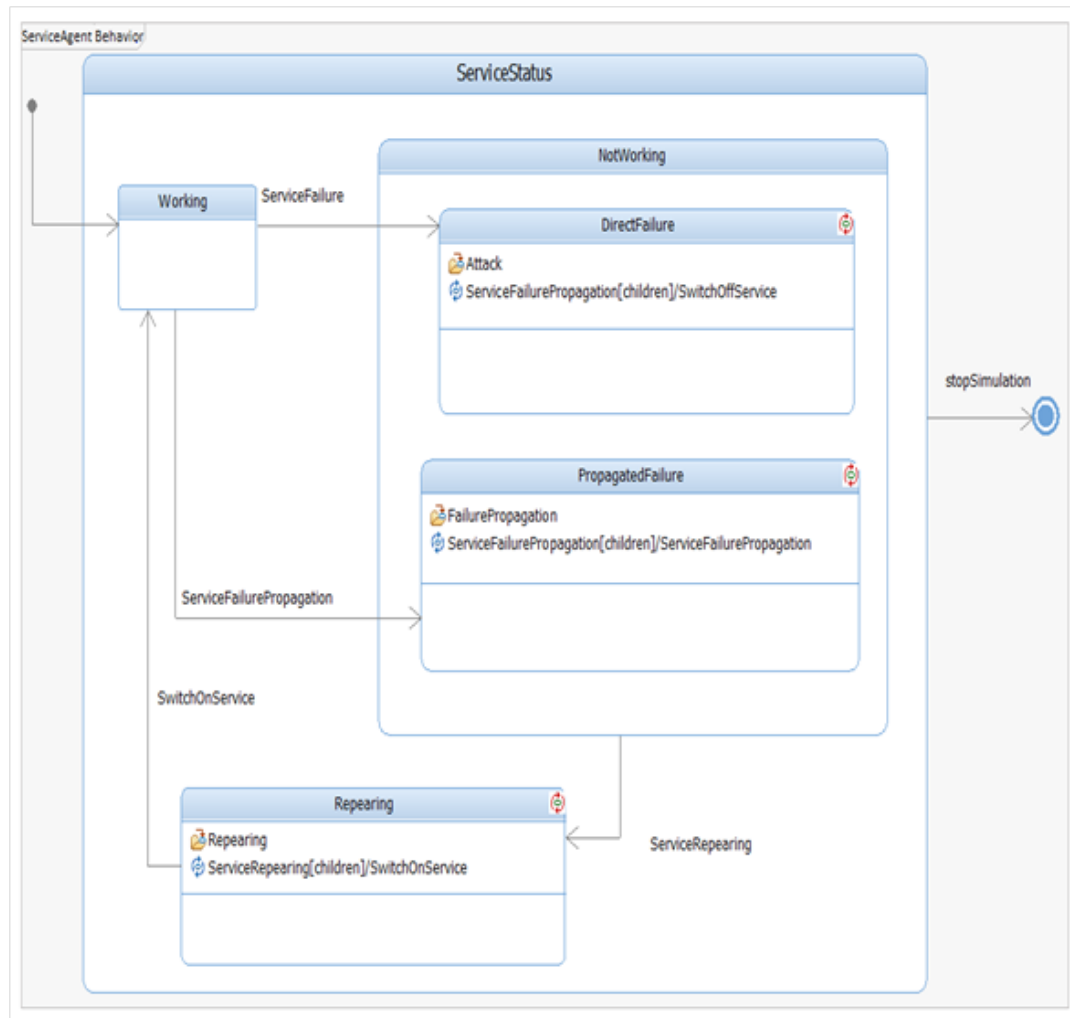 ServiceAgent Behavior
ServiceStatus
NotWorking
Working
ServiceFailure
DirectFailure
Attack
ServiceFailurePropagation[children]/SwitchOffService
stopSimulation
PropagatedFailure
FailurePropagation
ServiceFailurePropagation[children]/ServiceFailurePropagation
ServiceFailurePropagation
SwitchOnService
Repearing
Repearing
ServiceRepearing[children]/SwitchOnService
ServiceRepearing